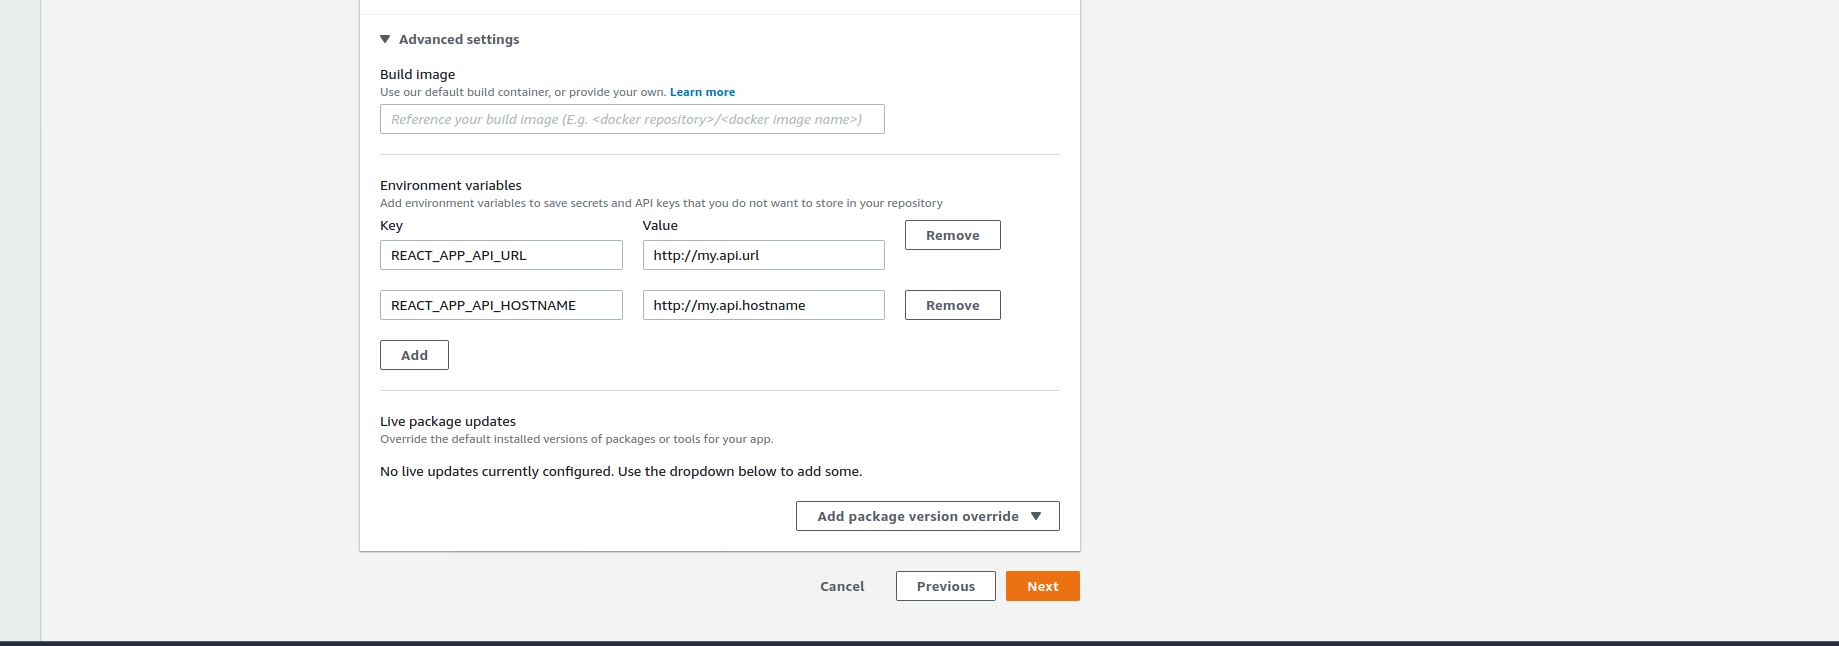 Advanced settings
Build image
Use our default build container, or provide your own. Learn more
Reference your build image (E.g. <docker repository>/<docker image name>)
Environment variables
Add environment variables to save secrets and API keys that you do not want to store in your repository
Key Value
Remove
REACT_APP_API_URL http://my.api.url
REACT_APP_API_HOSTNAME http://my.api.hostname Remove
Add
Live package updates
Override the default installed versions of packages or tools for your app.
No live updates currently configured. Use the dropdown below to add some.
Add package version override
Cancel Previous Next